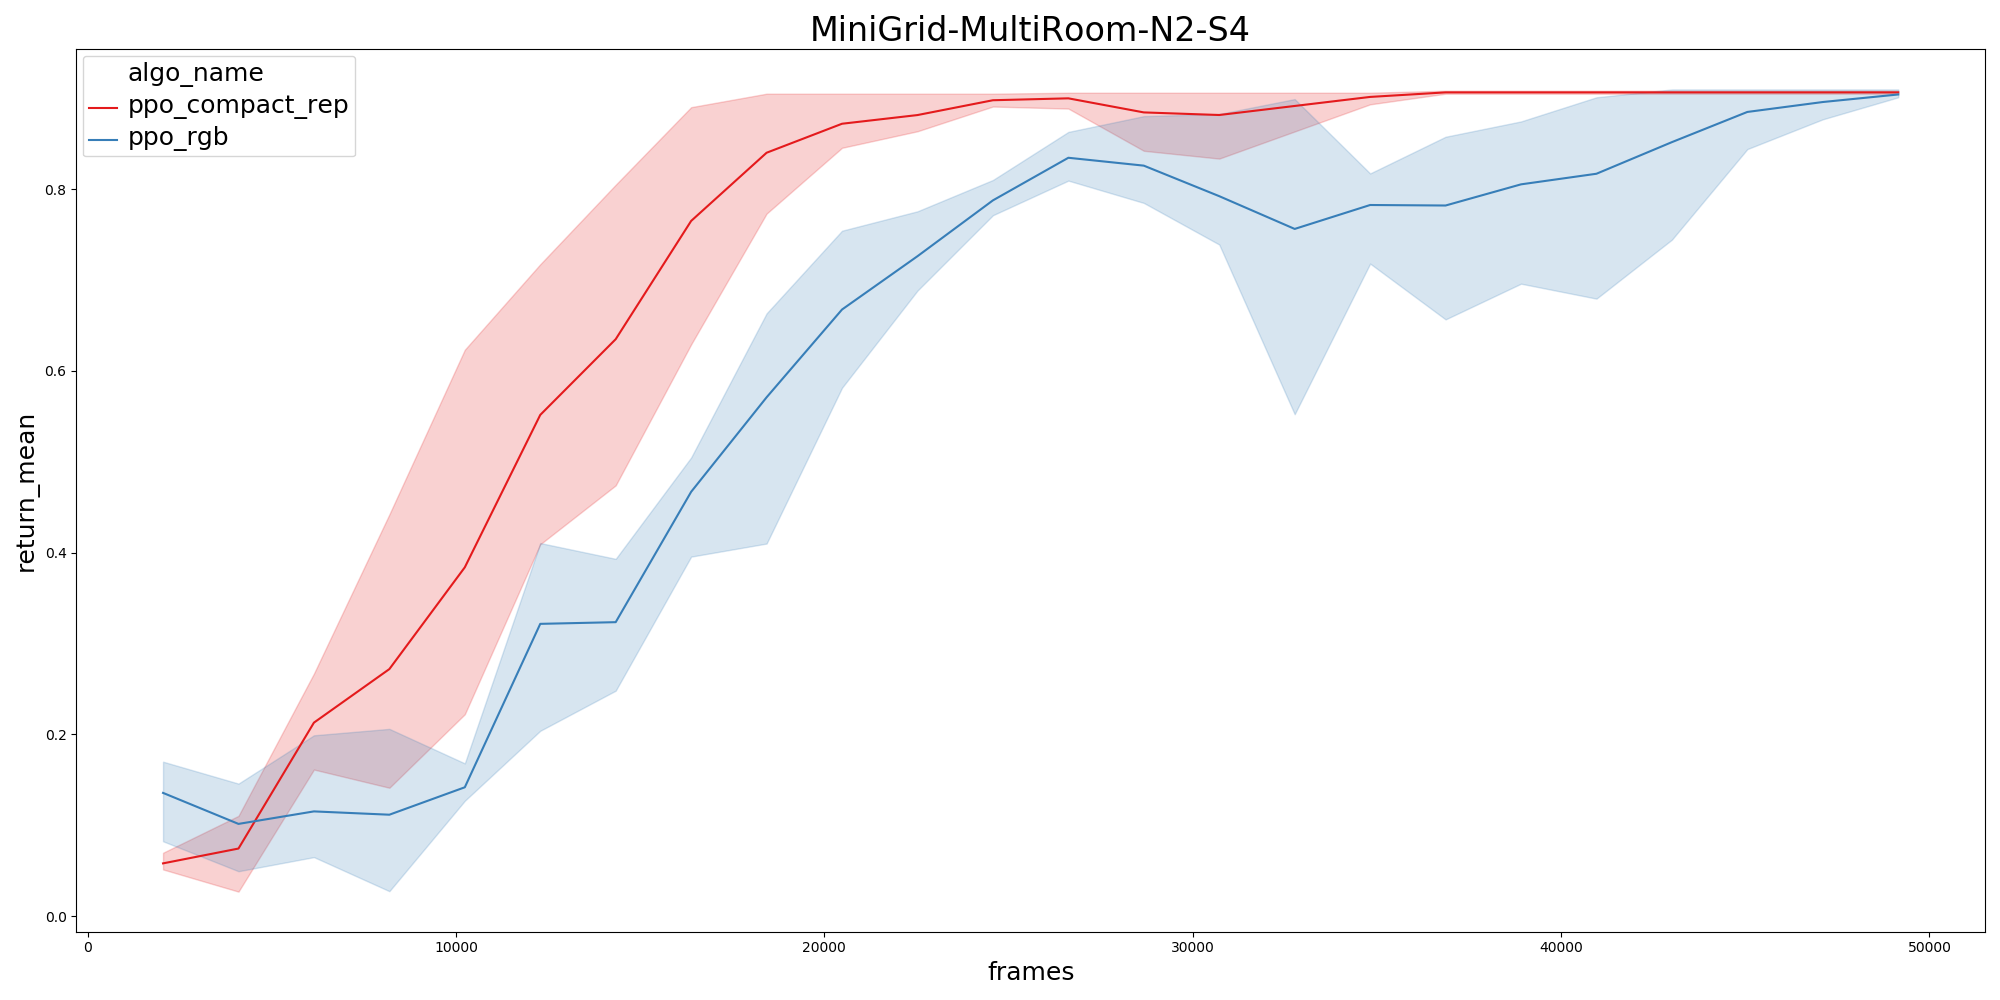 MiniGrid-MultiRoom-N2-S4
algo_name
ppo_compact_rep
ppo_rgb
return_mean
0.8
0.6
0.4
0.2
0.0
0 10000 20000 30000 40000 50000
frames